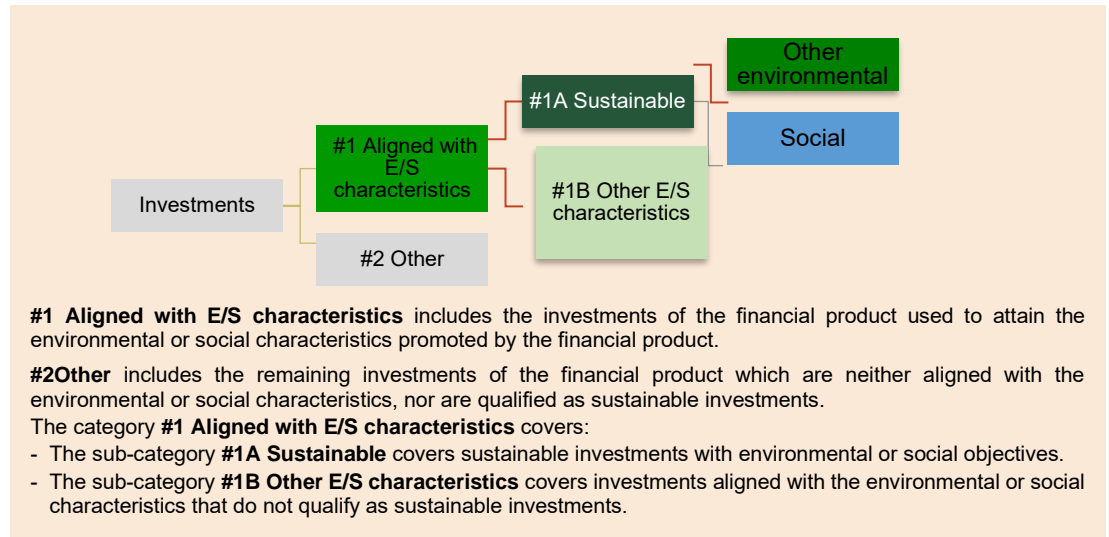 Other
environmental
#1A Sustainable
Social
#1 Aligned with
E/S
characteristics
#1B Other E/S
characteristics
Investments
#2 Other
#1 Aligned with E/S characteristics includes the investments of the financial product used to attain the
environmental or social characteristics promoted by the financial product.
#2Other includes the remaining investments of the financial product which are neither aligned with the
environmental or social characteristics, nor are qualified as sustainable investments.
The category #1 Aligned with E/S characteristics covers:
- The sub-category #1A Sustainable covers sustainable investments with environmental or social objectives.
- The sub-category #1B Other E/S characteristics covers investments aligned with the environmental or social
characteristics that do not qualify as sustainable investments.